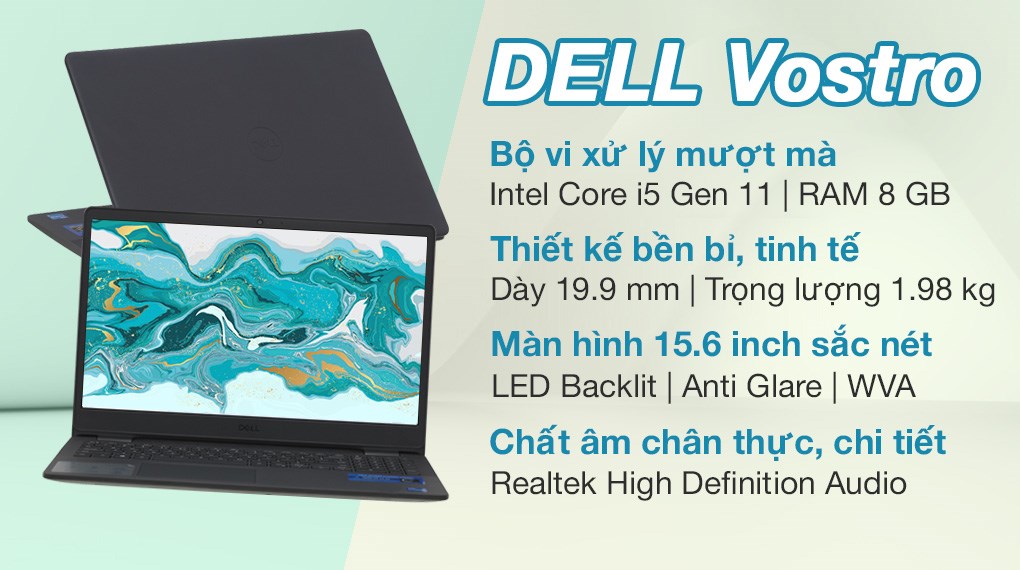 DELL Vostro
Bộ vi xử lý mượt mà
Intel Core i5 Gen 11 | RAM 8 GB
Thiết kế bền bỉ, tinh tế
Dày 19.9 mm | Trọng lượng 1.98 kg
Màn hình 15.6 inch sắc nét
LED Backlit | Anti Glare | WVA
Chất âm chân thực, chi tiết
Realtek High Definition Audio
DELL
DELL